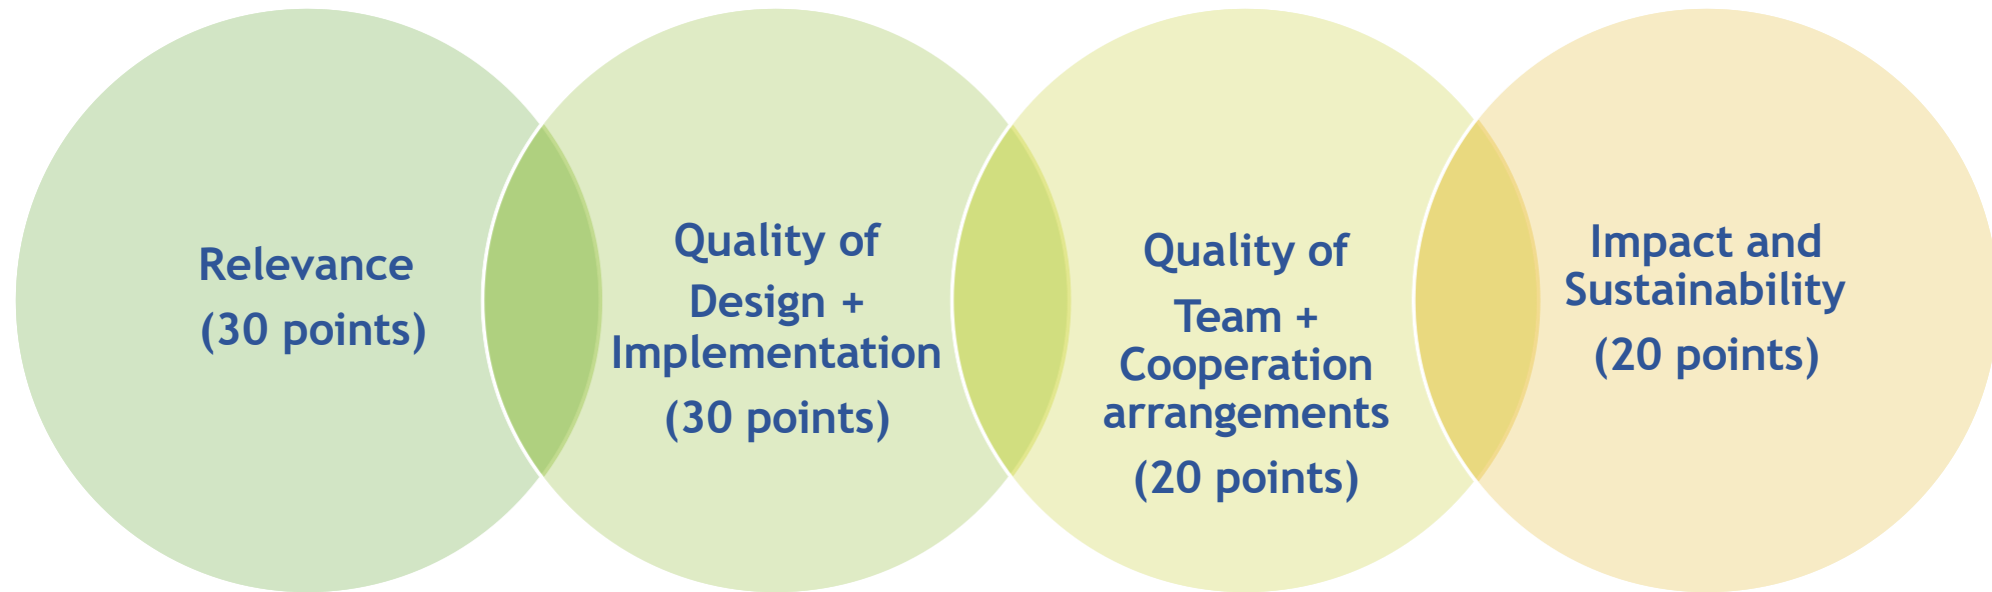 Relevance
(30 points)
Quality of
Design +
Implementation
(30 points)
Quality of
Team +
Cooperation
arrangements
(20 points)
Impact and
Sustainability
(20 points)